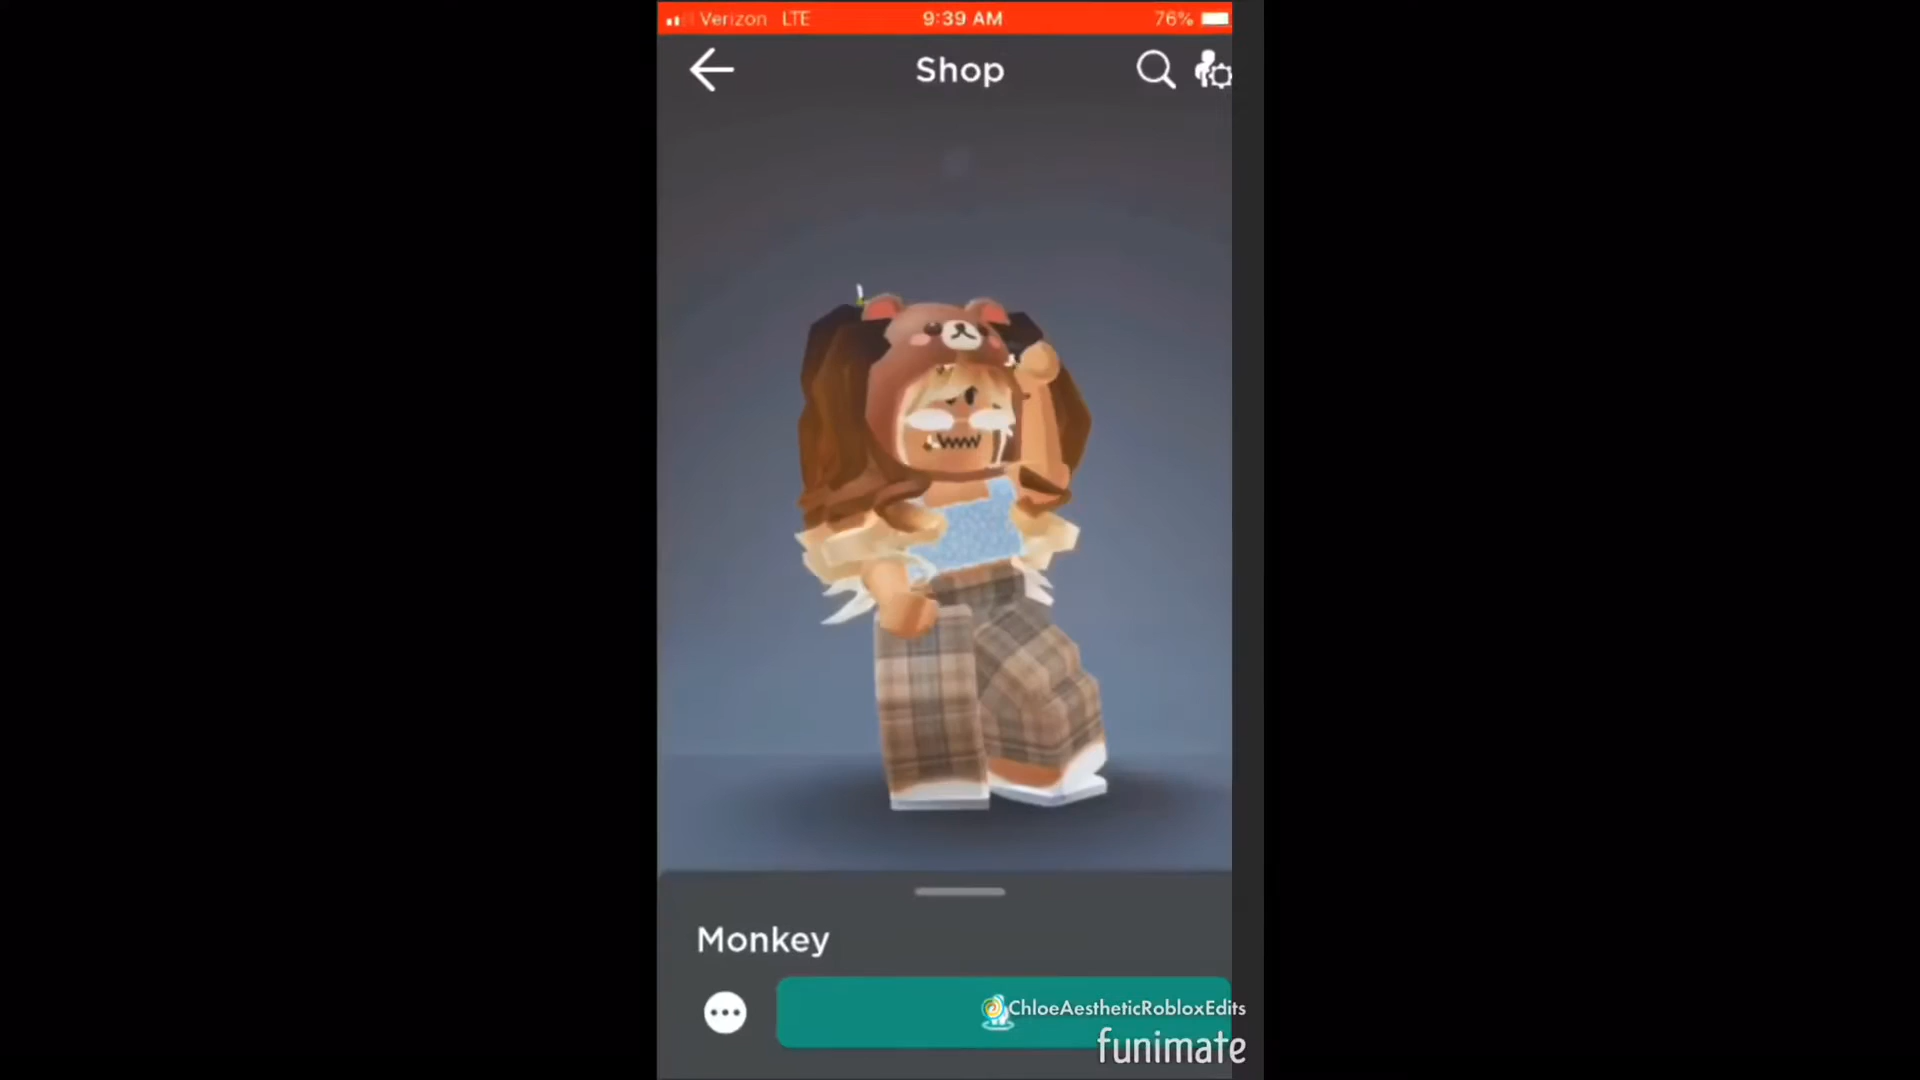 Verizon LTE 9:39 AM 76%
Shop
Monkey
ChloeAestheticRobloxEdits
funimate